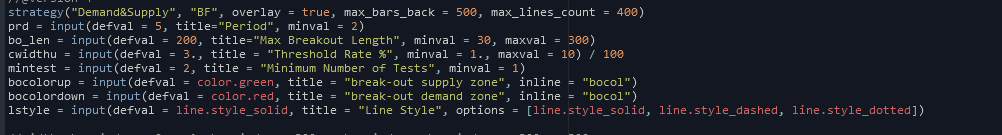 strategy("Demand&Supply", "BF", overlay = true, max_bars_back = 500, max_lines_count = 400)
prd = input(defval = 5, title="Period", minval = 2)
bo_len = input(defval = 200, title="Max Breakout Length", minval = 30, maxval = 300)
cwidthu = input(defval = 3., title = "Threshold Rate %", minval = 1., maxval = 10) / 100
mintest = input(defval = 2, title = "Minimum Number of Tests", minval = 1)
bocolorup = input(defval = color.green, title = "break-out supply zone", inline = "bocol")
bocolordown = input(defval = color.red, title = "break-out demand zone", inline = "bocol")
lstyle = input(defval = line.style_solid, title = "Line Style", options = [line.style_solid, line.style_dashed, line.style_dotted])